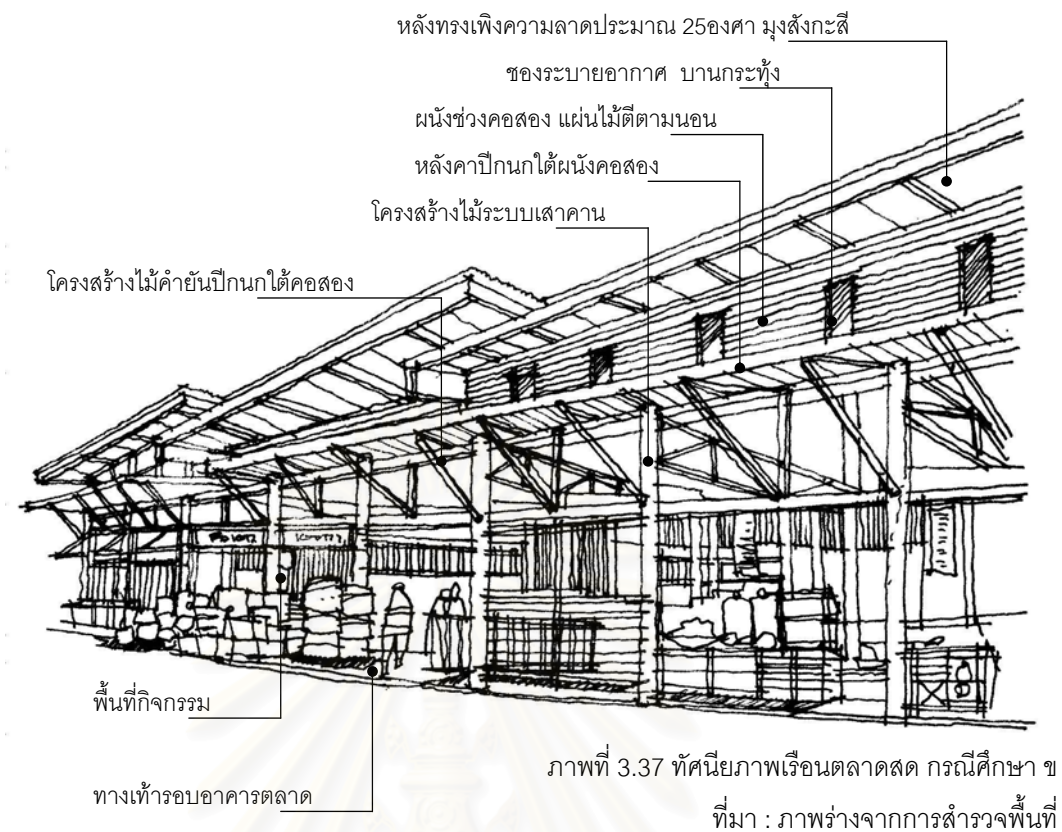 หลังทรงเพิงความลาดประมาณ 25องศา มุงสังกะสี
ชองระบายอากาศ บานกระทุ้ง
ผนังช่วงคอสอง แผ่นไม้ตีตามนอน
หลังคาปีกนกใต้ผนังคอสอง
โครงสร้างไม้ระบบเสาคาน
โครงสร้างไม้คำยันปีกนกใต้คอสอง
พื้นที่กิจกรรม
ทางเท้ารอบอาคารตลาด
ภาพที่ 3.37 ทัศนียภาพเรือนตลาดสด กรณีศึกษา ข
ที่มา : ภาพร่างจากการสำรวจพื้นที่